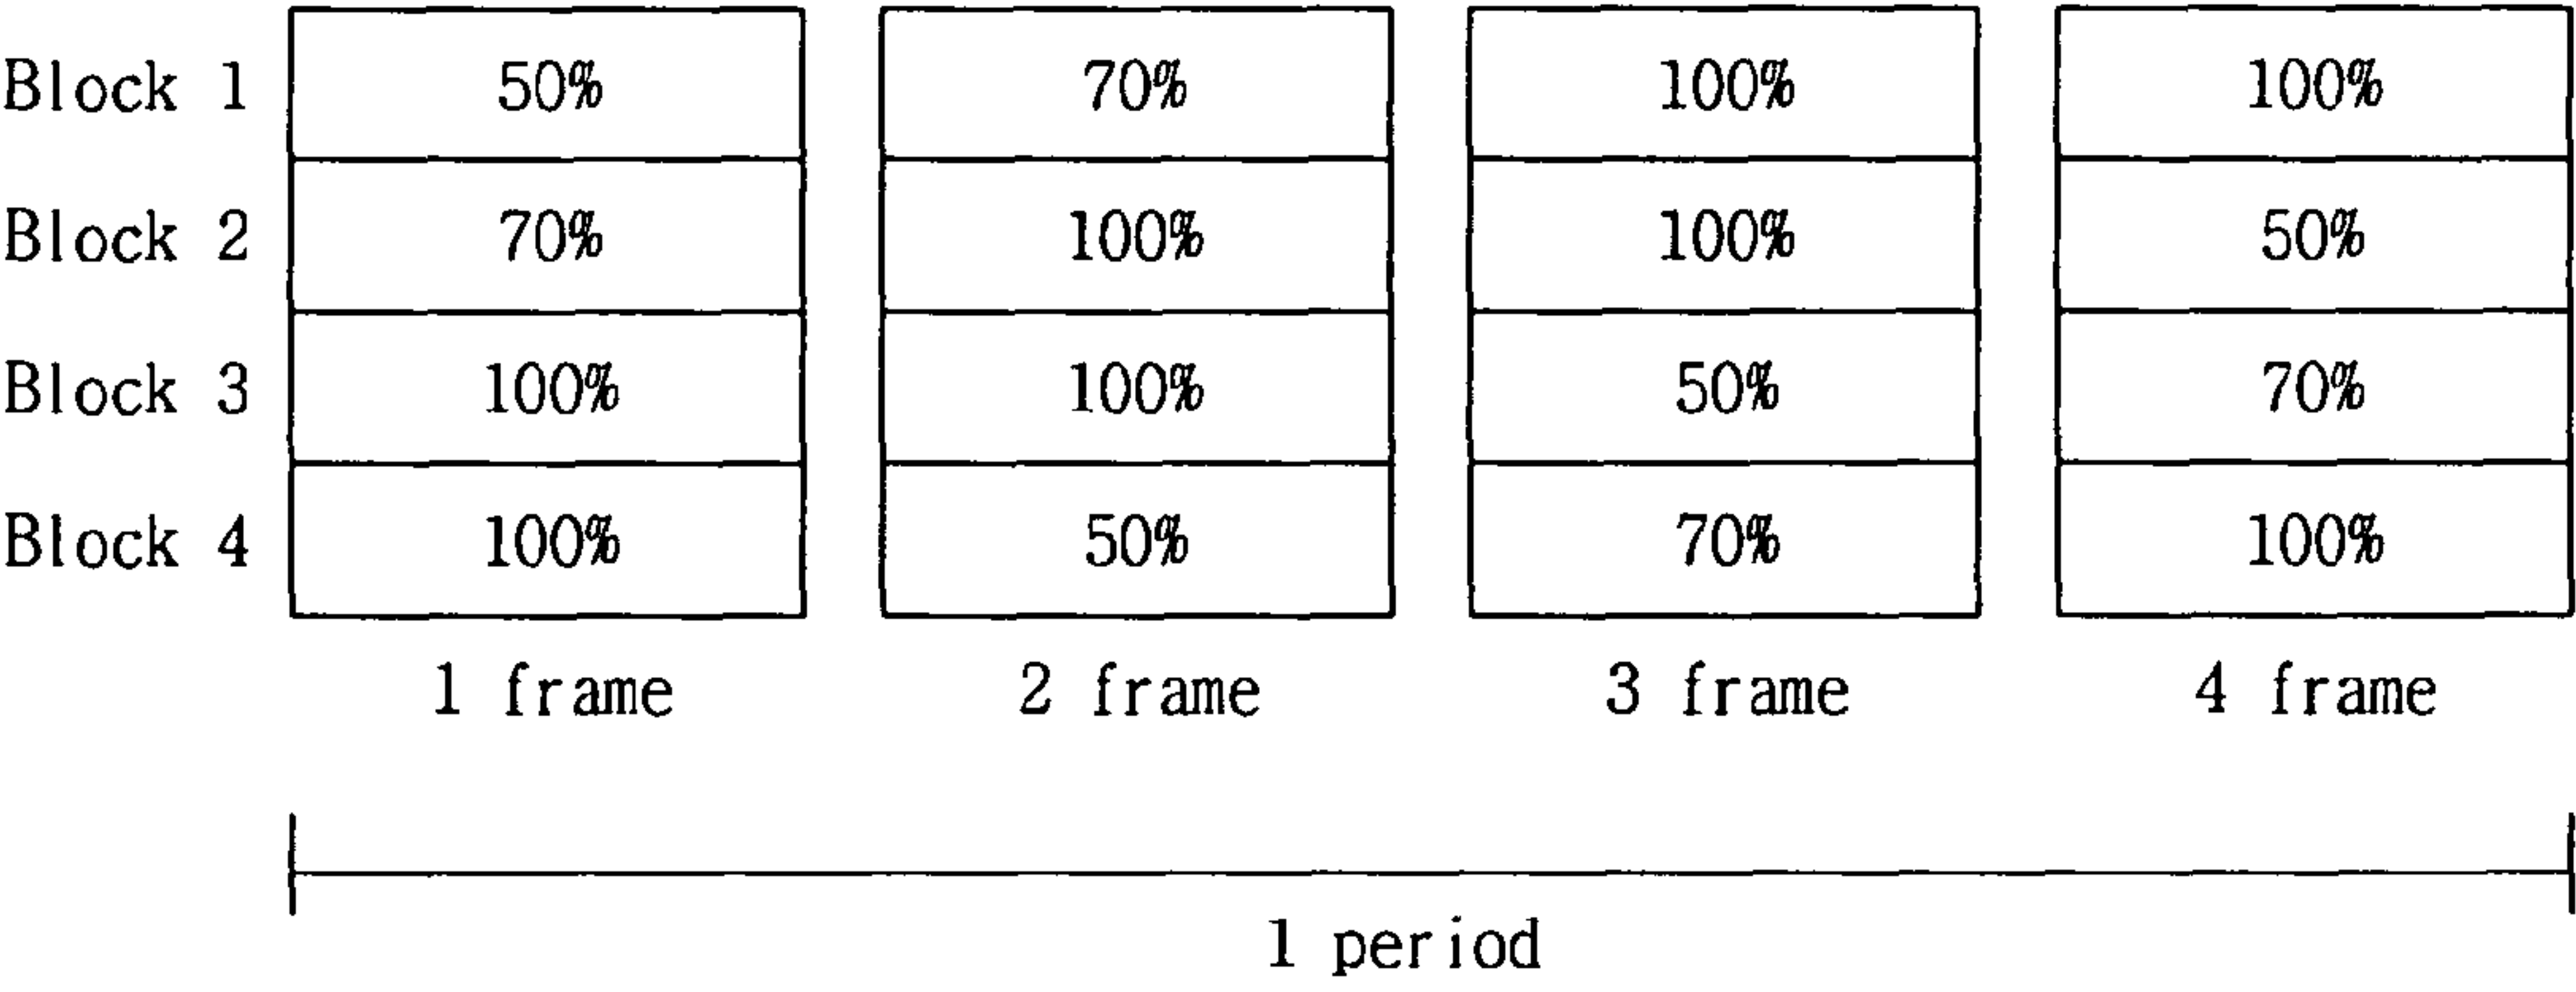 Block 1 50% 70% 100% 100%
Block 2 70% 100% 100% 50%
Block 3 100% 100% 50% 70%
Block 4 100% 50% 70% 100%
1 frame 2 frame 3 frame 4 frame
1 period